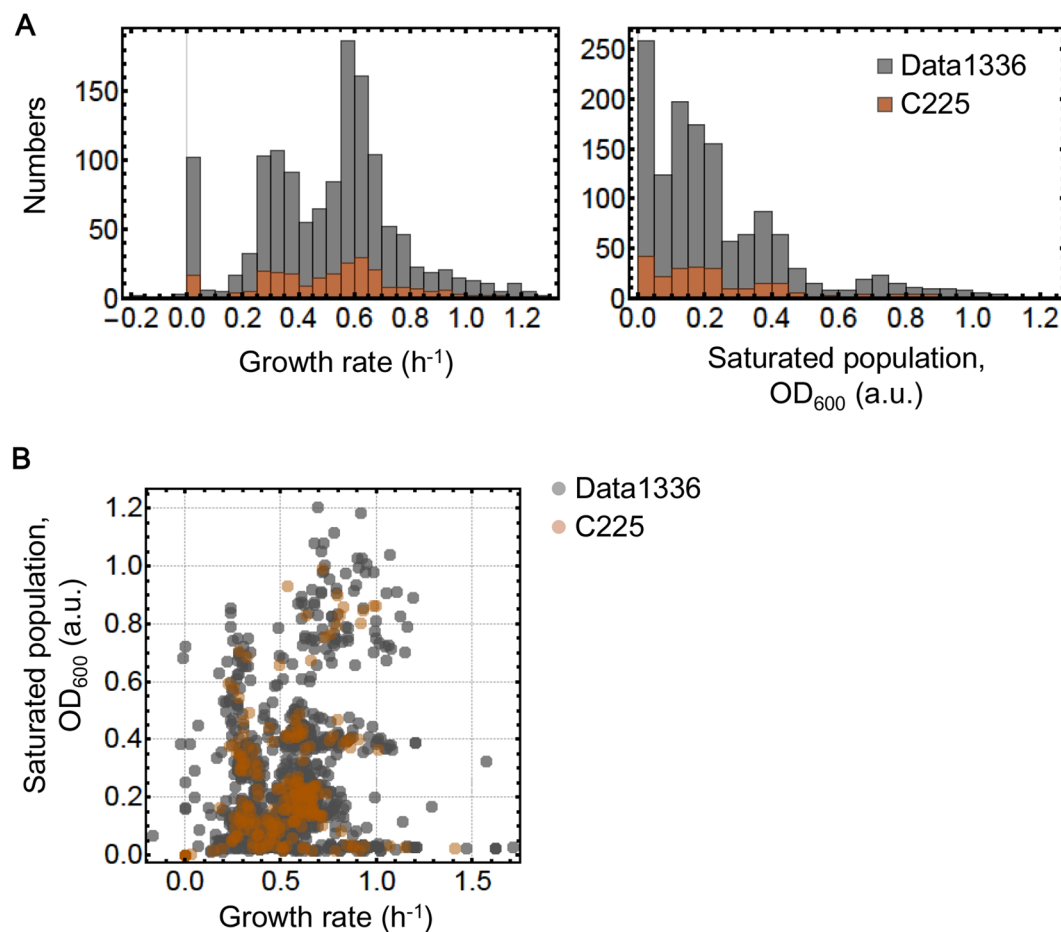 A
Numbers
150
100
50
0
−0.2 0.0 0.2 0.4 0.6 0.8 1.0 1.2
Growth rate (h⁻¹)
250
200
150
100
50
0
0.0 0.2 0.4 0.6 0.8 1.0 1.2
Saturated population,
OD₆₀₀ (a.u.)
Data1336
C225
B
Saturated population,
OD₆₀₀ (a.u.)
1.2
1.0
0.8
0.6
0.4
0.2
0.0
0.0 0.5 1.0 1.5
Growth rate (h⁻¹)
Data1336
C225